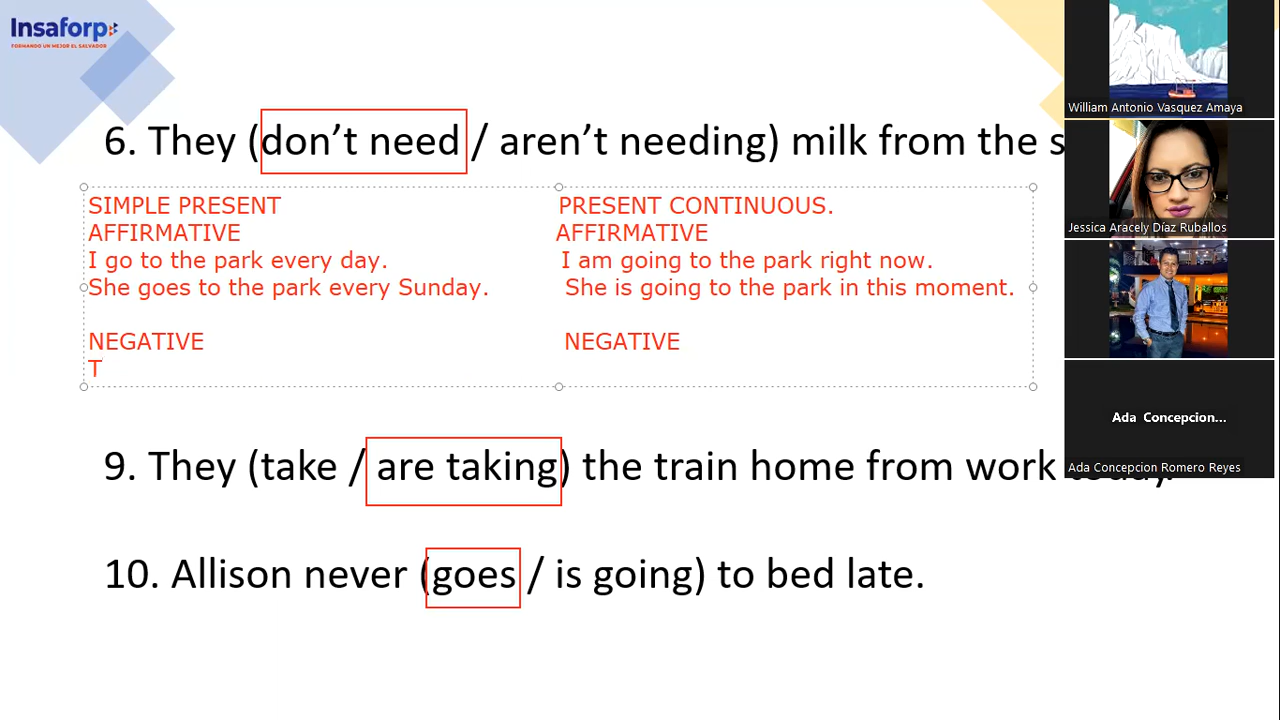 Insaforp
FORMANDO UN MEJOR EL SALVADOR
6. They (don't need / aren't needing) milk from the s
SIMPLE PRESENT PRESENT CONTINUOUS.
AFFIRMATIVE AFFIRMATIVE
I go to the park every day. I am going to the park right now.
She goes to the park every Sunday. She is going to the park in this moment.
NEGATIVE NEGATIVE
T
9. They (take / are taking) the train home from work today.
10. Allison never (goes / is going) to bed late.
William Antonio Vasquez Amaya
Jessica Aracely Díaz Ruballos
Ada Concepcion...
Ada Concepcion Romero Reyes